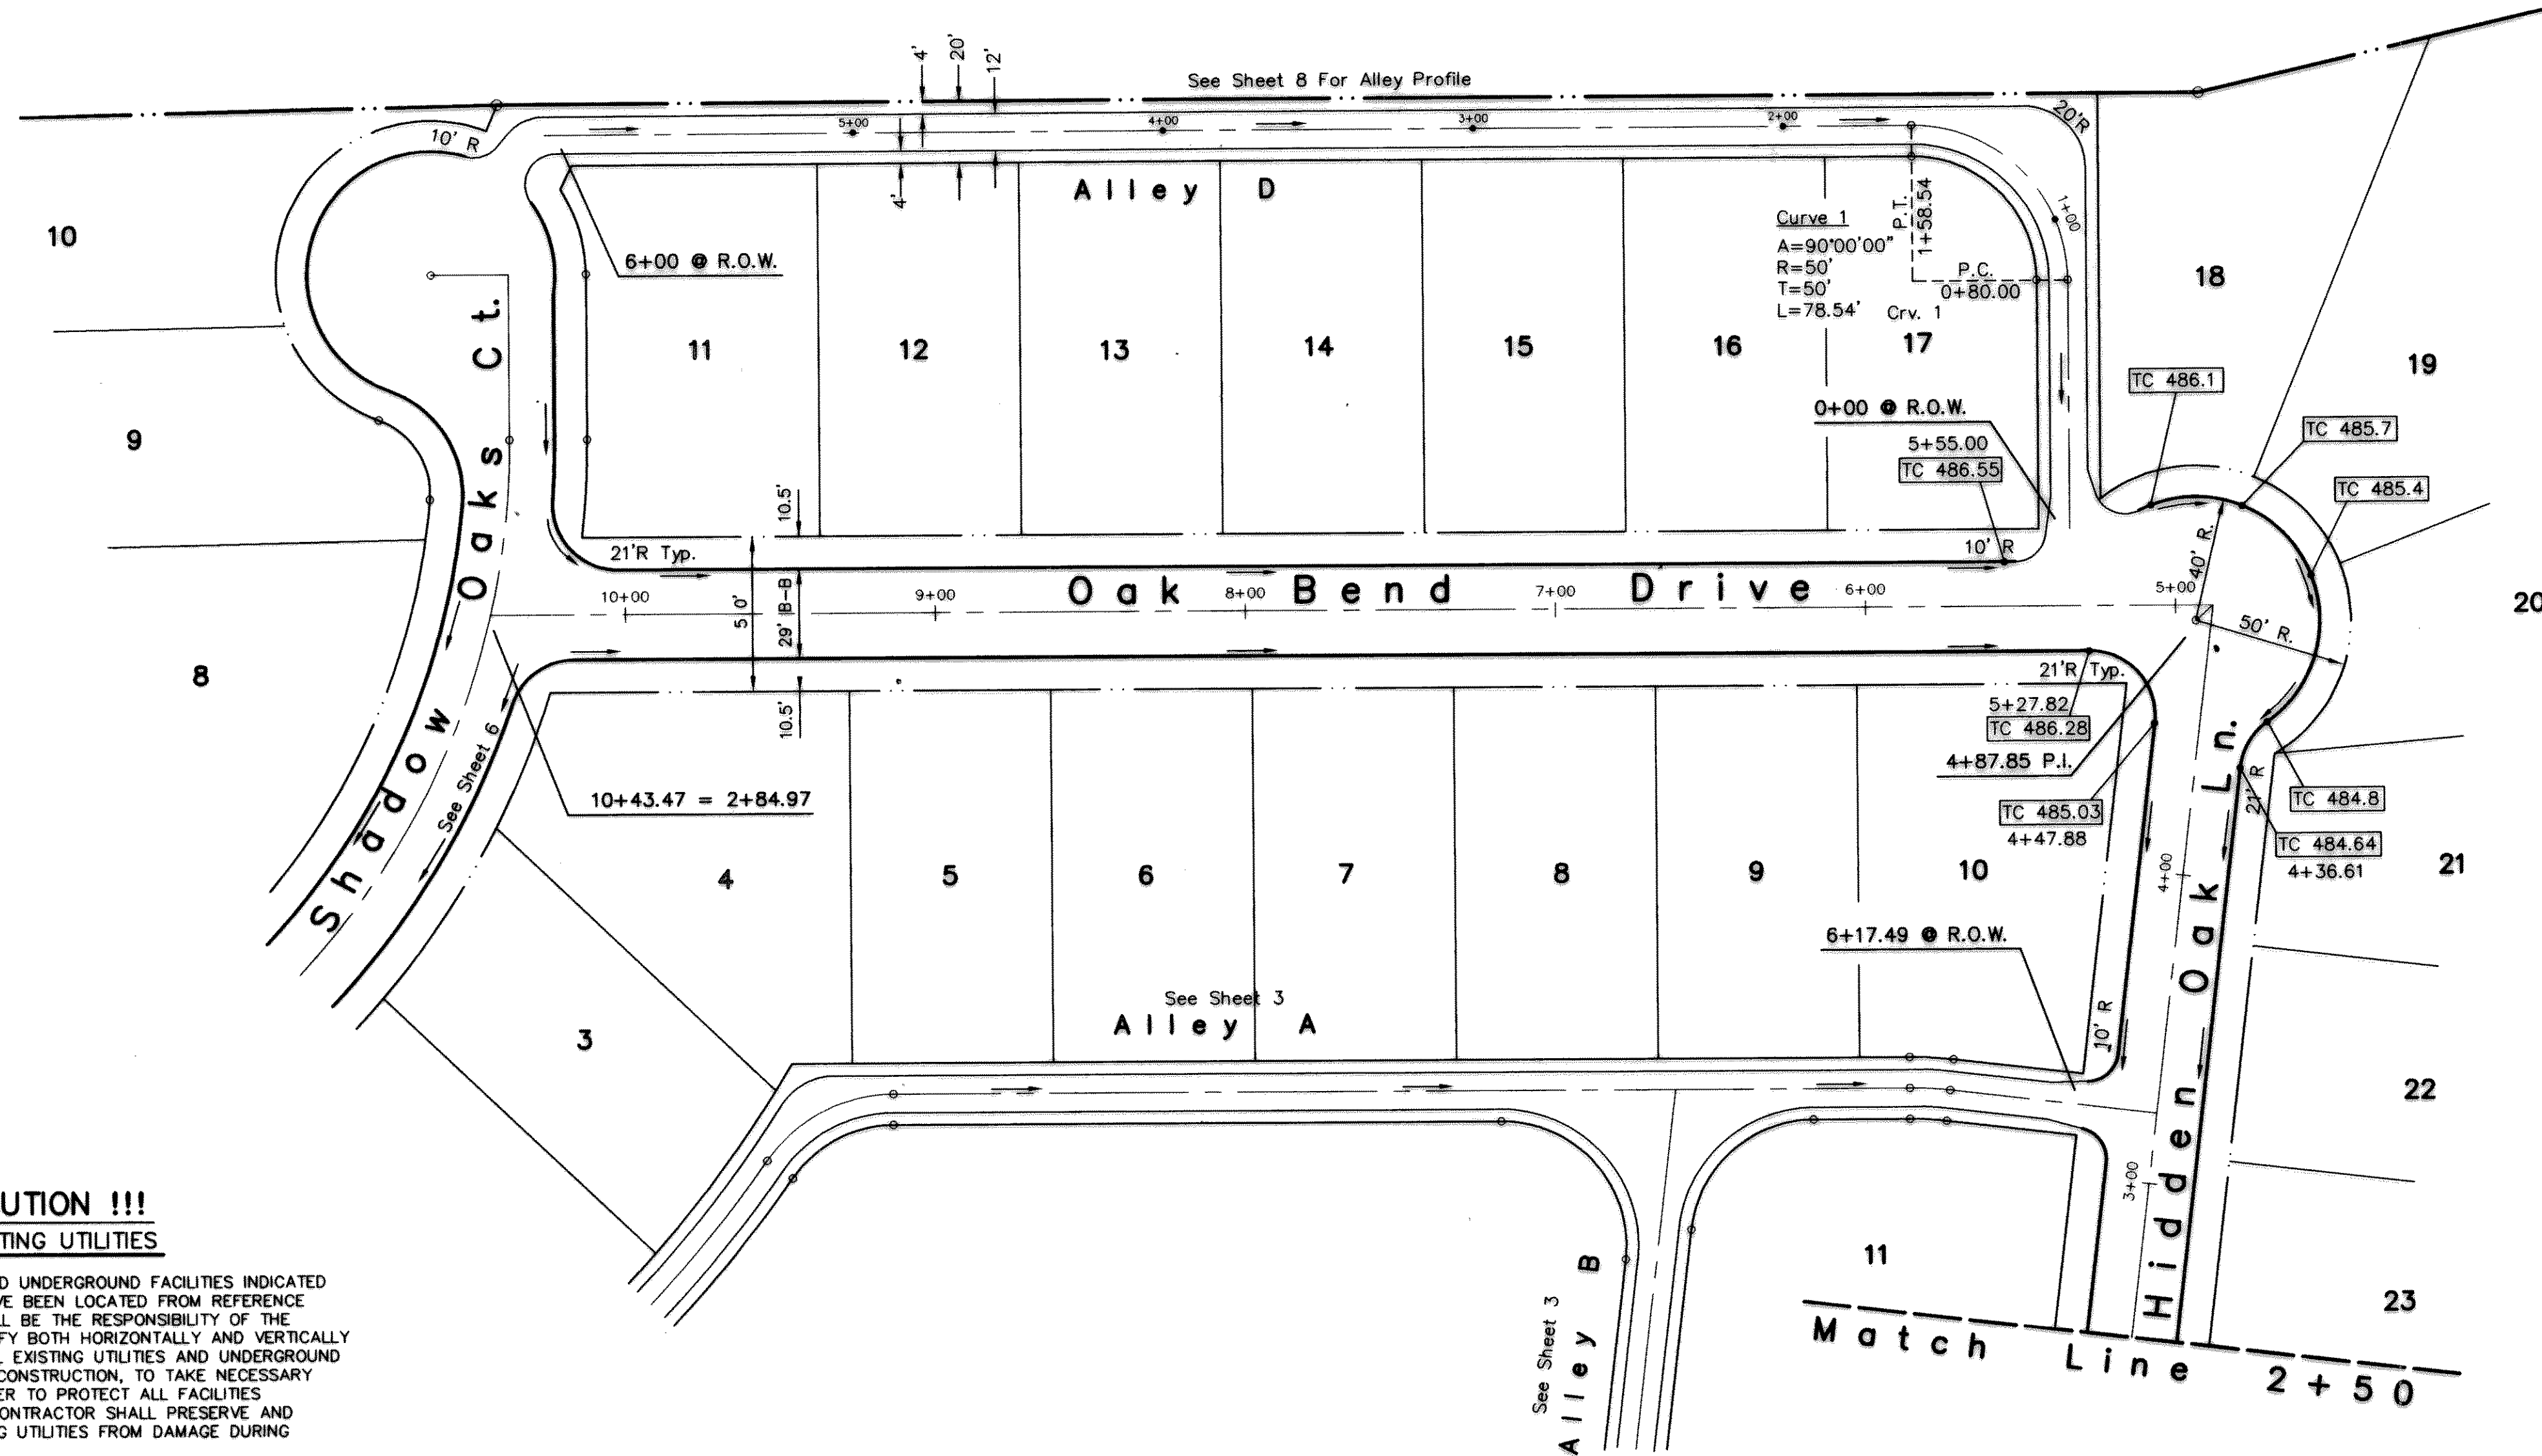 See Sheet 8 For Alley Profile
4'
20'
12'
4'
20'R
10' R
5+00
4+00
3+00
2+00
1+00
Alley D
6+00 @ R.O.W.
Curve 1
A=90°00'00"
R=50'
T=50'
L=78.54'
P.T.
1+58.54
P.C.
0+80.00
Crv. 1
10
9
8
11
12
13
14
15
16
17
18
19
20
21
22
23
Shadow Oaks Ct.
See Sheet 6
0+00 @ R.O.W.
5+55.00
TC 486.55
TC 486.1
TC 485.7
TC 485.4
10.5'
21'R Typ.
10' R
40' R.
50' R.
Oak Bend Drive
10+00
9+00
8+00
7+00
6+00
5+00
50'
29' B-B
10.5'
21'R Typ.
5+27.82
TC 486.28
4+87.85 P.I.
TC 485.03
4+47.88
TC 484.8
21' R
TC 484.64
4+36.61
10+43.47 = 2+84.97
4
5
6
7
8
9
10
3
6+17.49 @ R.O.W.
See Sheet 3
Alley A
10' R
4+00
3+00
Hidden Oak Ln.
See Sheet 3
Alley B
11
Match Line 2+50
UTION !!!
TING UTILITIES
D UNDERGROUND FACILITIES INDICATED
VE BEEN LOCATED FROM REFERENCE
LL BE THE RESPONSIBILITY OF THE
FY BOTH HORIZONTALLY AND VERTICALLY
L EXISTING UTILITIES AND UNDERGROUND
CONSTRUCTION, TO TAKE NECESSARY
ER TO PROTECT ALL FACILITIES
ONTRACTOR SHALL PRESERVE AND
G UTILITIES FROM DAMAGE DURING